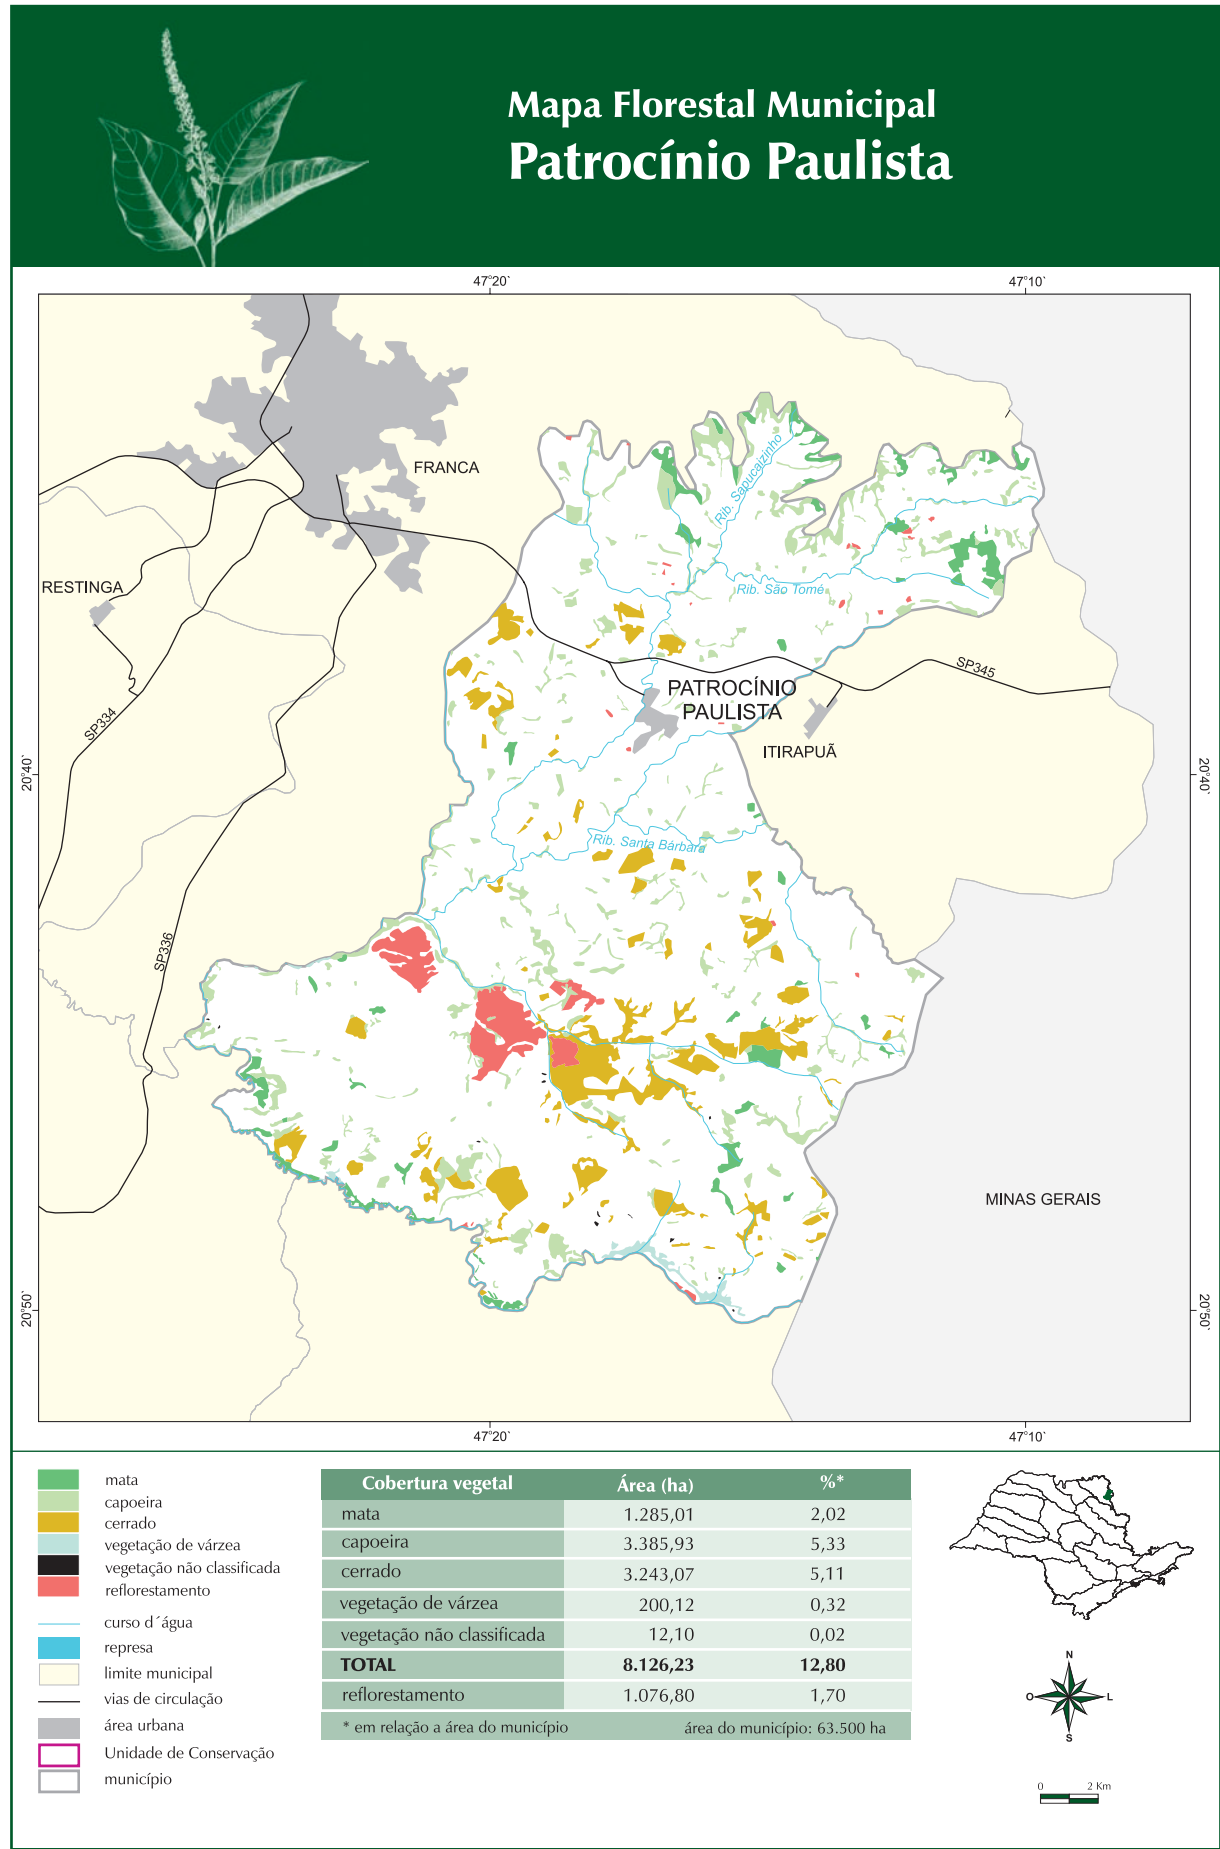 Mapa Florestal Municipal
Patrocínio Paulista
47°20`
47°10`
FRANCA
Rib. Sapucaizinho
RESTINGA
Rib. São Tomé
SP345
PATROCÍNIO
PAULISTA
SP334
ITIRAPUÃ
20°40`
20°40`
Rib. Santa Bárbara
SP336
MINAS GERAIS
20°50`
20°50`
47°20`
47°10`
mata
capoeira
cerrado
vegetação de várzea
vegetação não classificada
reflorestamento
curso d´água
represa
limite municipal
vias de circulação
área urbana
Unidade de Conservação
município
Cobertura vegetal Área (ha) %*
mata 1.285,01 2,02
capoeira 3.385,93 5,33
cerrado 3.243,07 5,11
vegetação de várzea 200,12 0,32
vegetação não classificada 12,10 0,02
TOTAL 8.126,23 12,80
reflorestamento 1.076,80 1,70
* em relação a área do município área do município: 63.500 ha
N
O L
S
0 2 Km